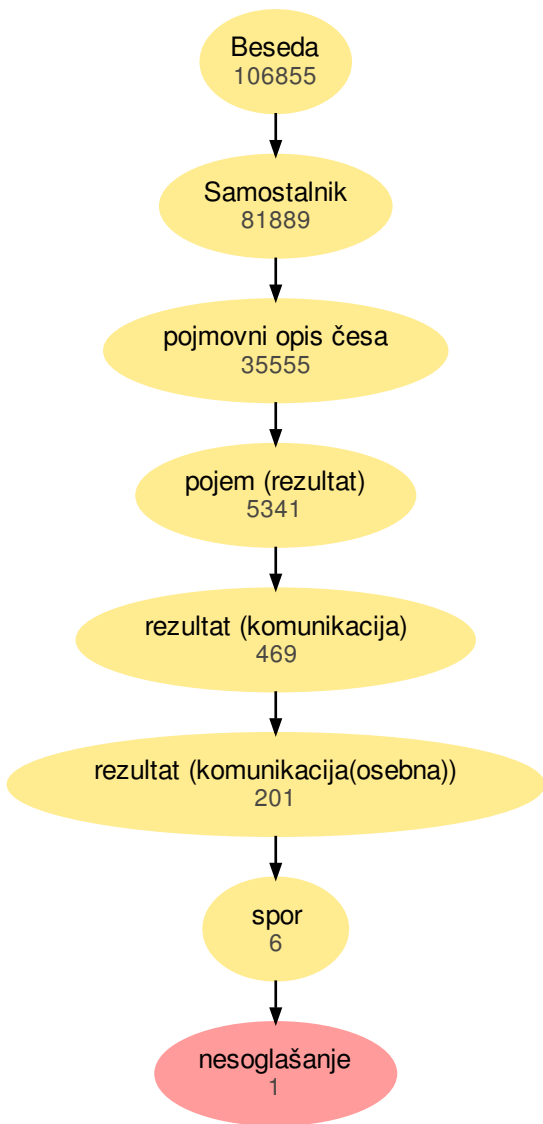 Beseda
106855
Samostalnik
81889
pojmovni opis česa
35555
pojem (rezultat)
5341
rezultat (komunikacija)
469
rezultat (komunikacija(osebna))
201
spor
6
nesoglašanje
1